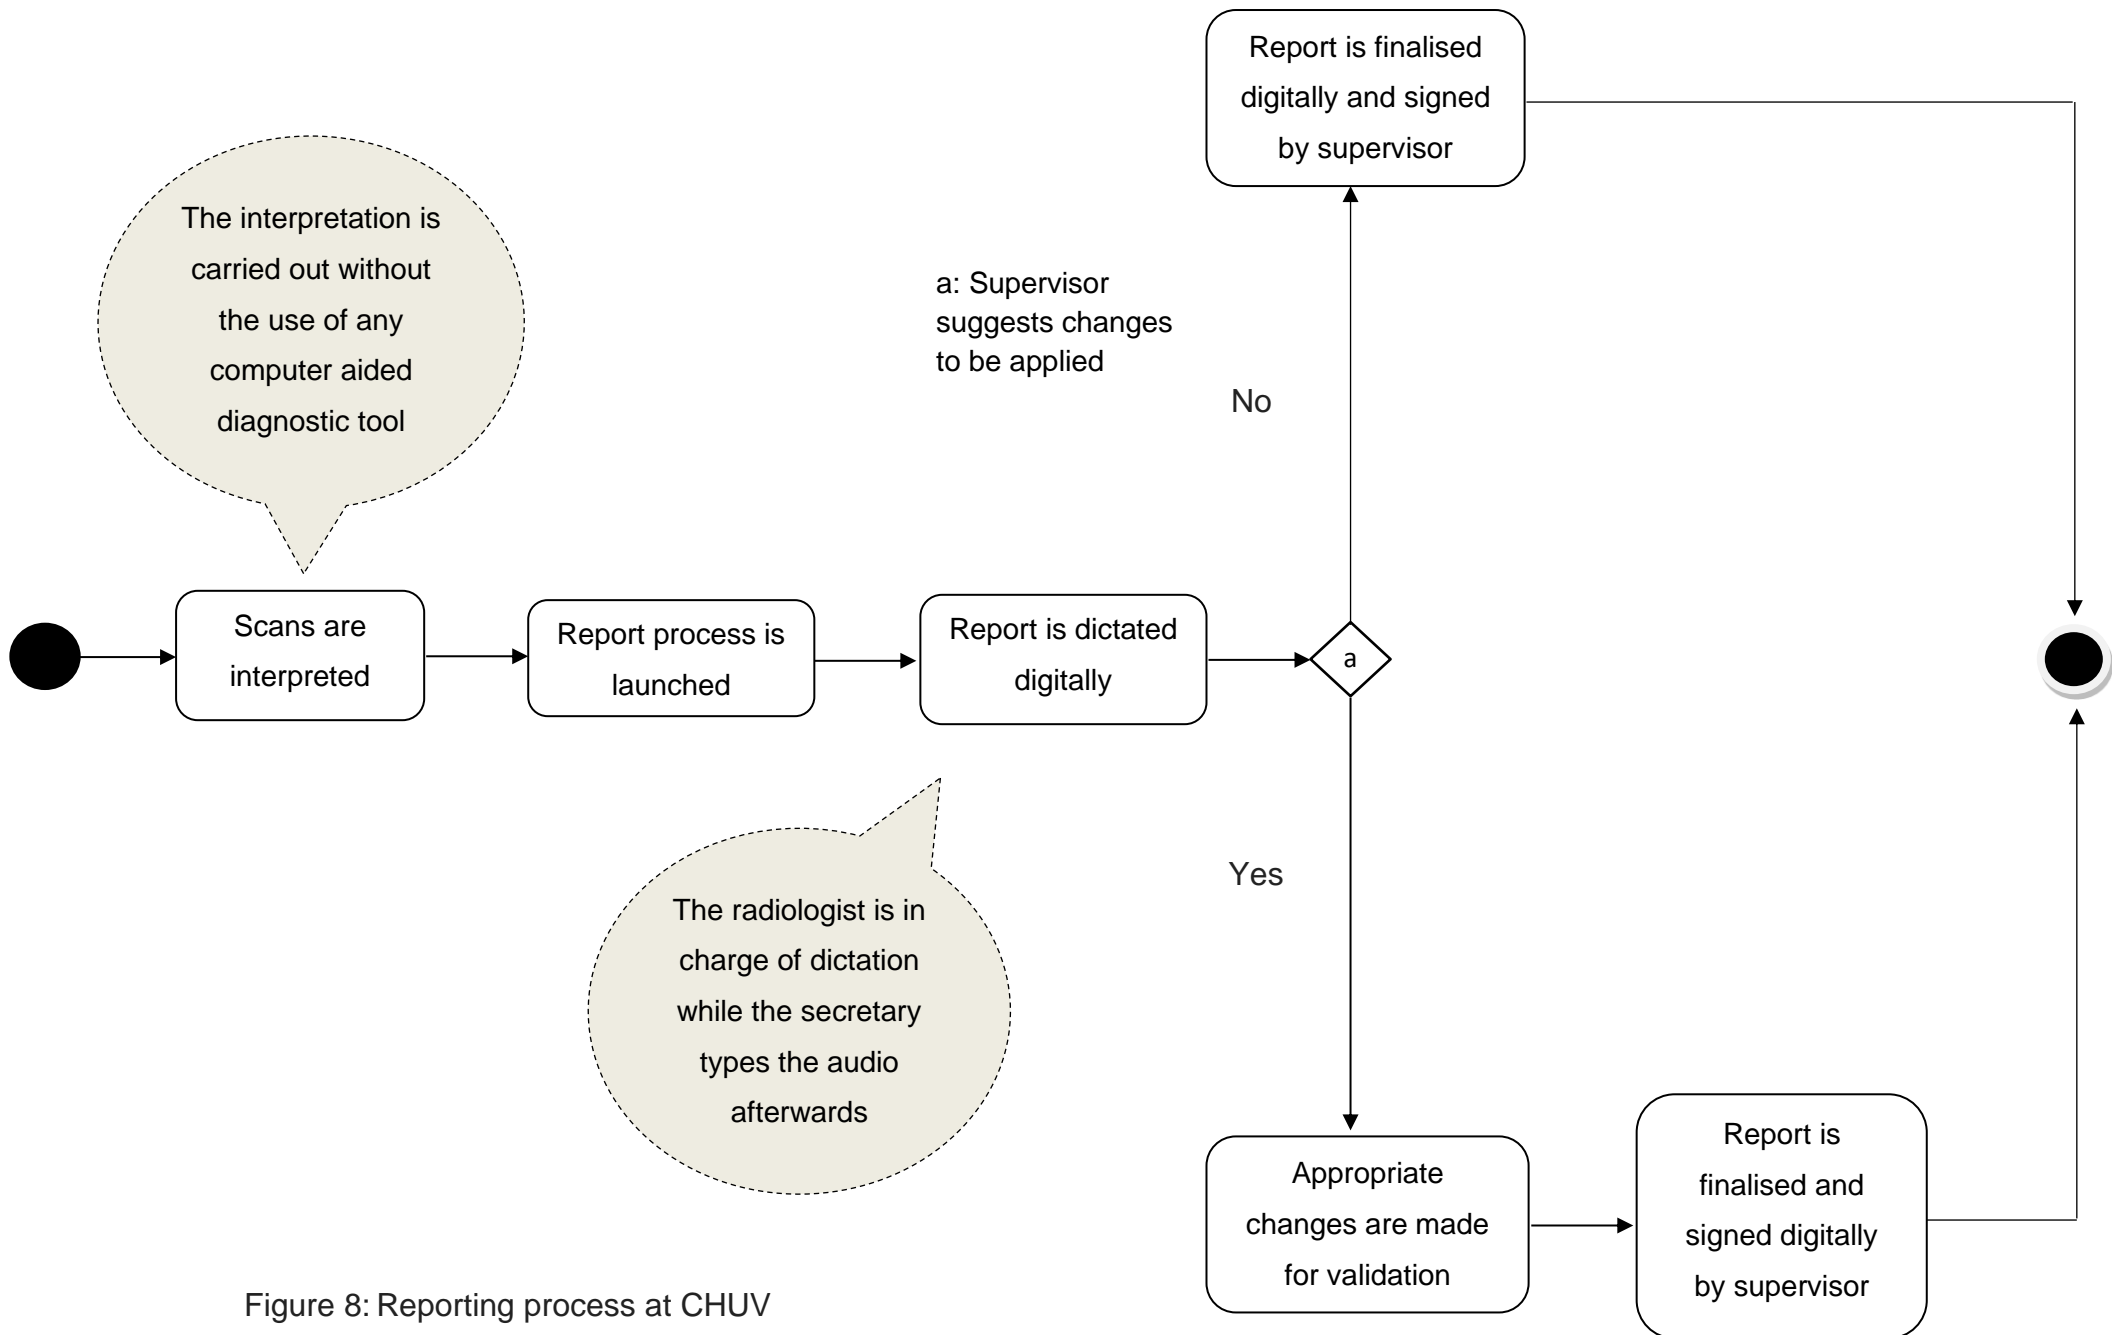 Report is finalised
digitally and signed
by supervisor
The interpretation is
carried out without
the use of any
computer aided
diagnostic tool
a: Supervisor
suggests changes
to be applied
No
Scans are
interpreted
Report process is
launched
Report is dictated
digitally
a
Yes
The radiologist is in
charge of dictation
while the secretary
types the audio
afterwards
Appropriate
changes are made
for validation
Report is
finalised and
signed digitally
by supervisor
Figure 8: Reporting process at CHUV